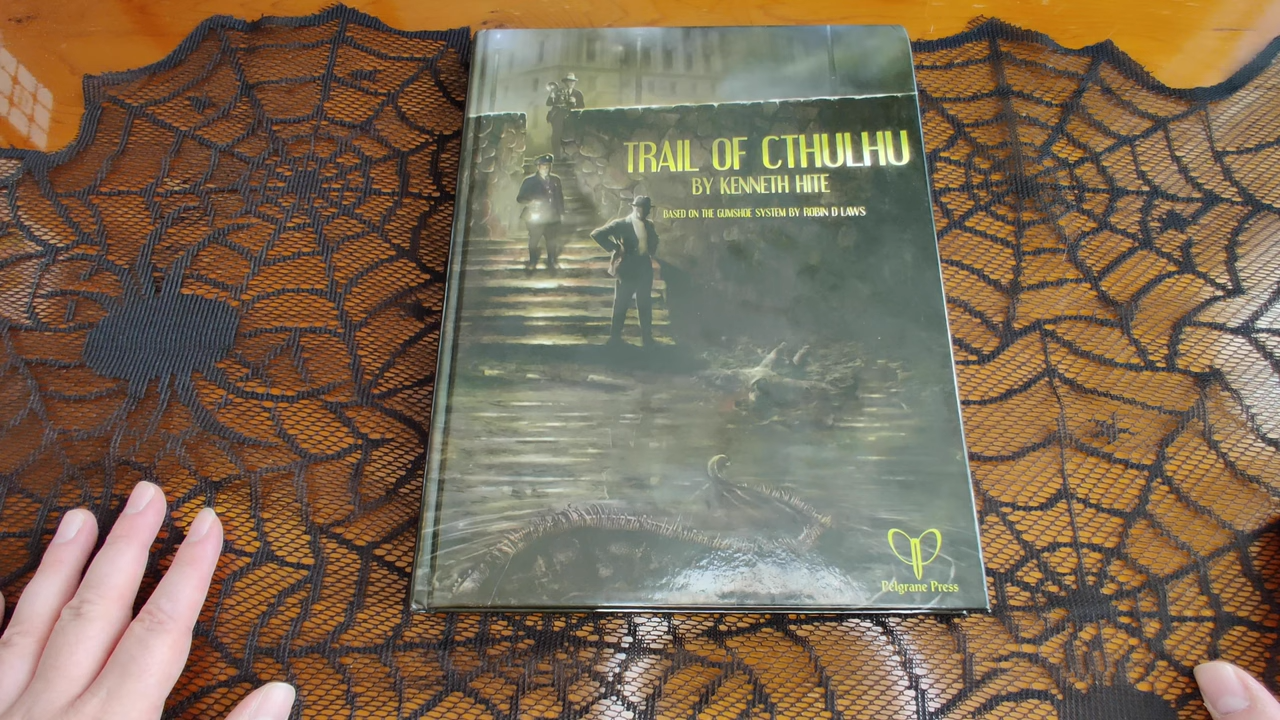 TRAIL OF CTHULHU
BY KENNETH HITE
BASED ON THE GUMSHOE SYSTEM BY ROBIN D LAWS
Pelgrane Press